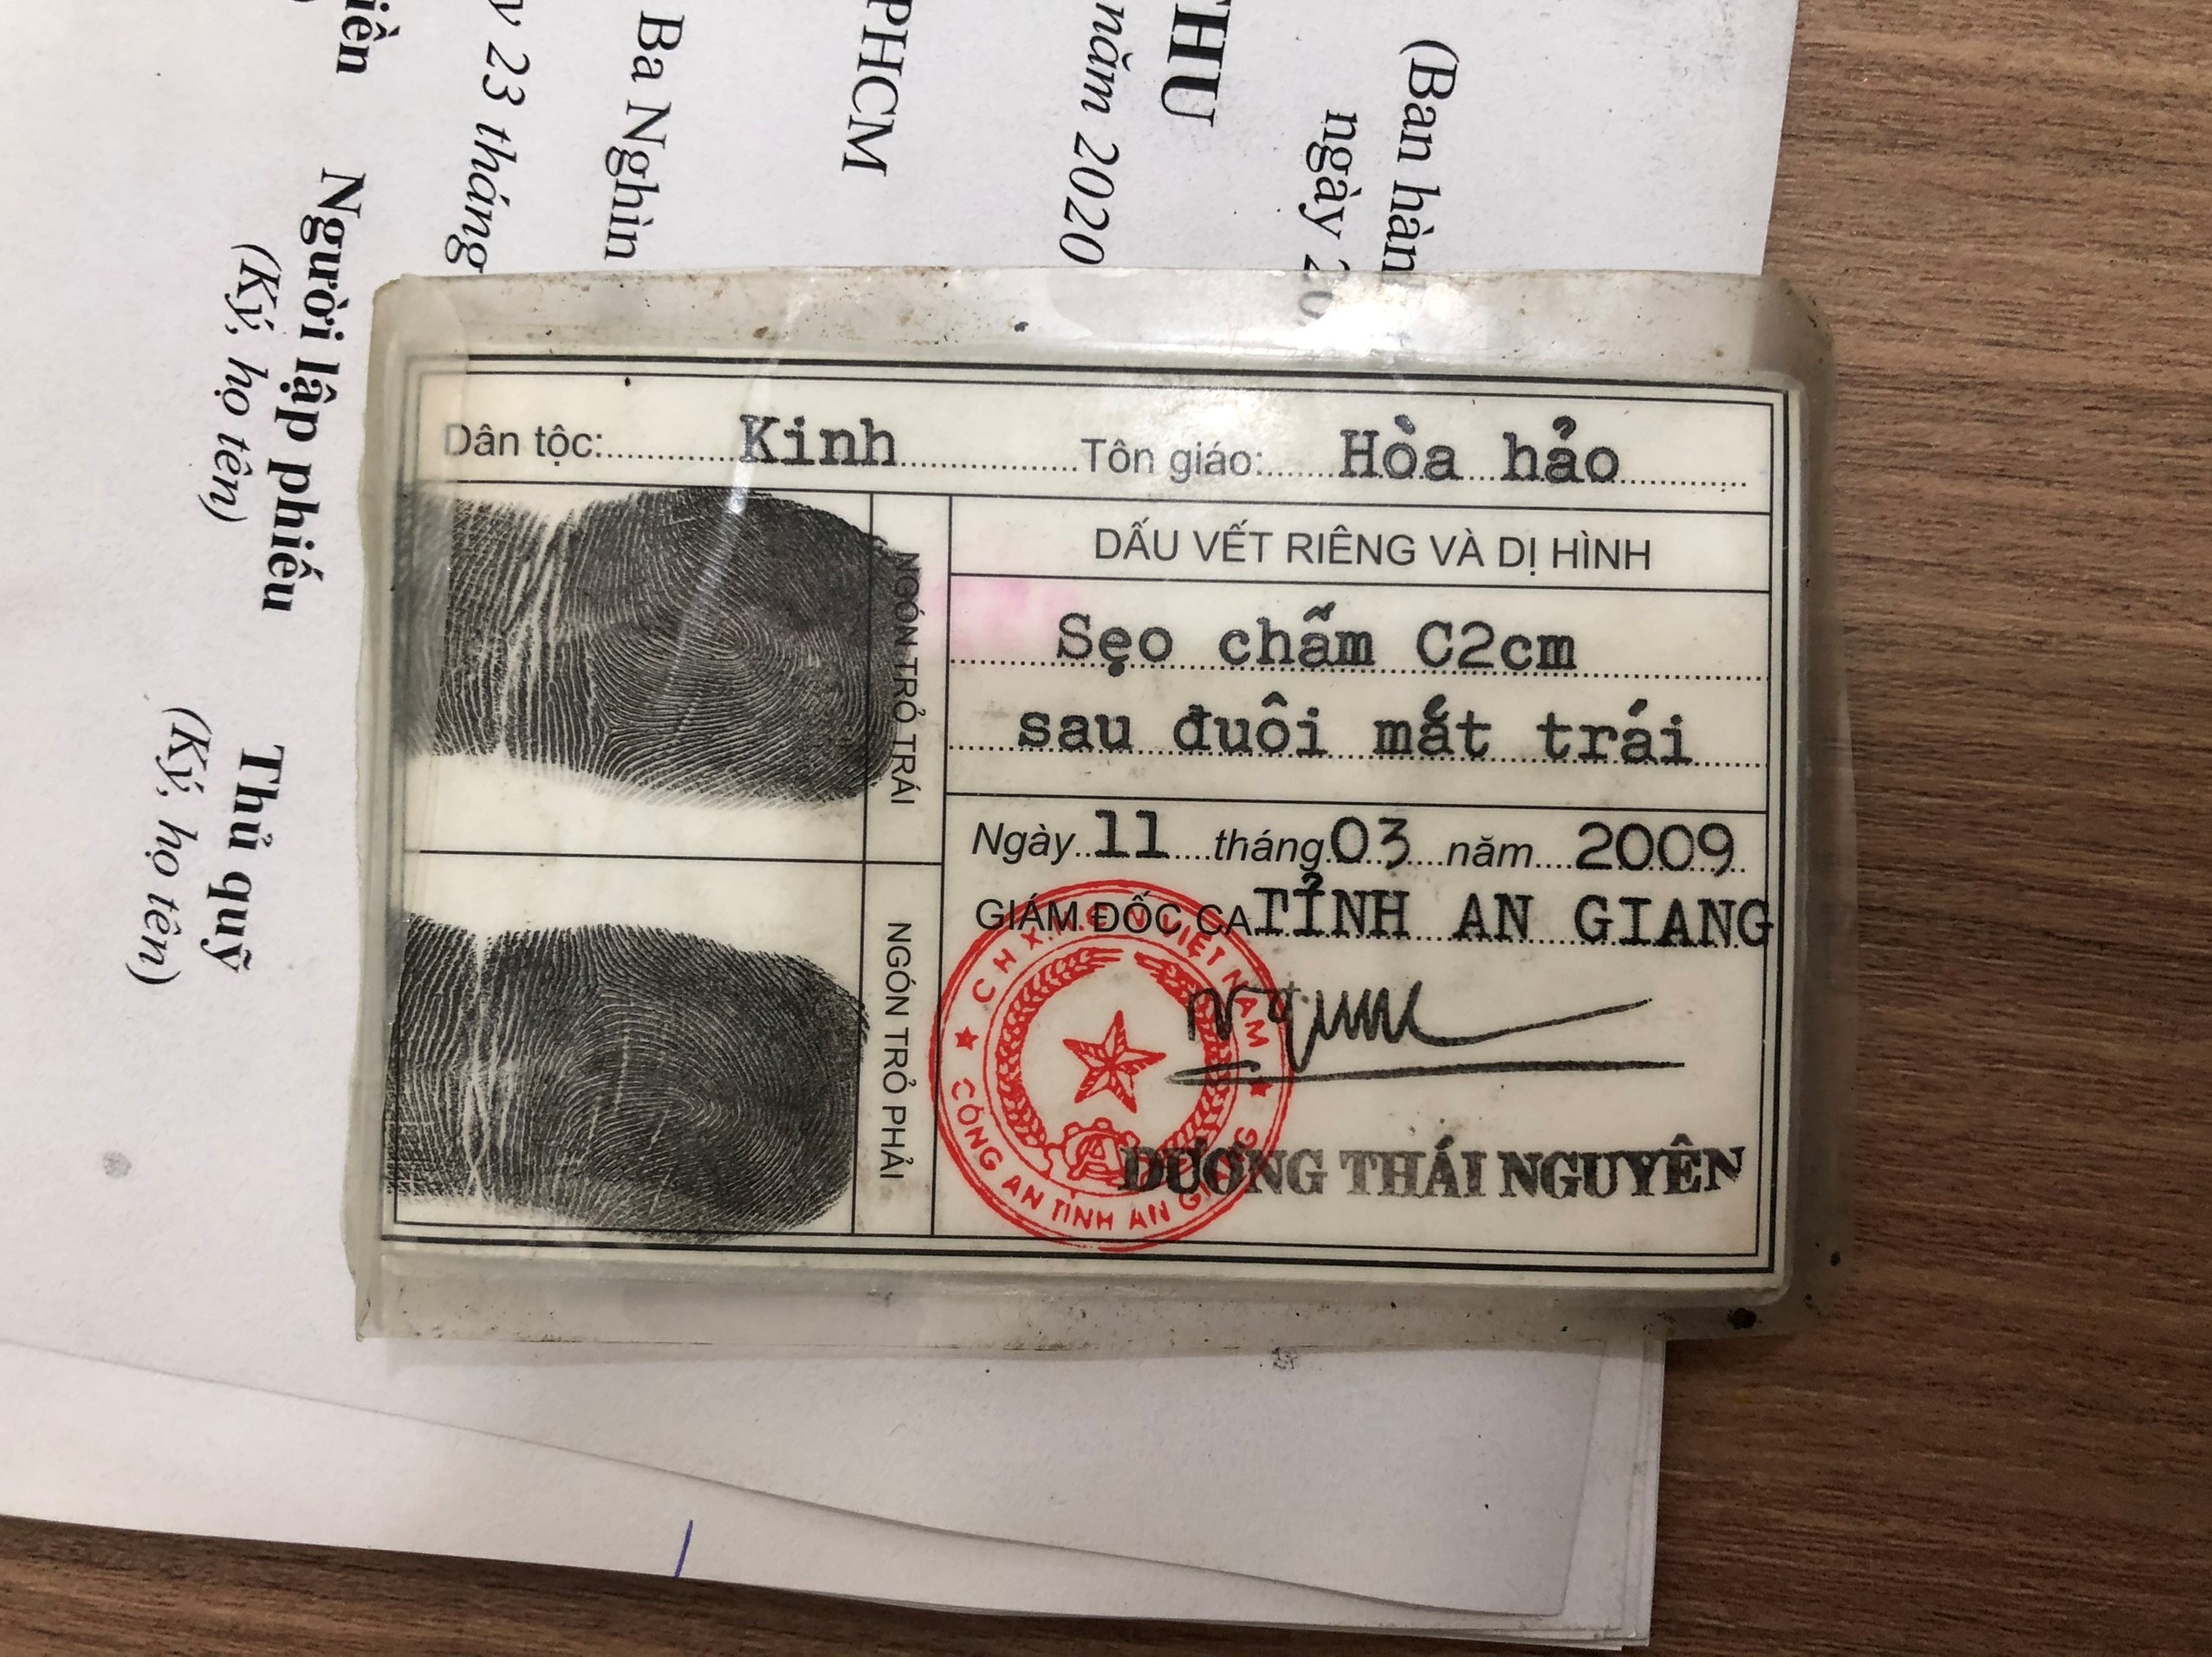 (Ban hàn
ngày 20
THU
năm 2020
PHCM
Ba Nghìn
23 tháng
Người lập phiếu
(Ký, họ tên)
Thủ quỹ
(Ký, họ tên)
Dân tộc: Kinh Tôn giáo: Hòa hảo
NGÓN TRỎ TRÁI
NGÓN TRỎ PHẢI
DẤU VẾT RIÊNG VÀ DỊ HÌNH
Sẹo chấm C2cm
sau đuôi mắt trái
Ngày 11 tháng 03 năm 2009
GIÁM ĐỐC CA TỈNH AN GIANG
C H X H C N VIỆT NAM
CÔNG AN TỈNH AN GIANG
DƯƠNG THÁI NGUYÊN